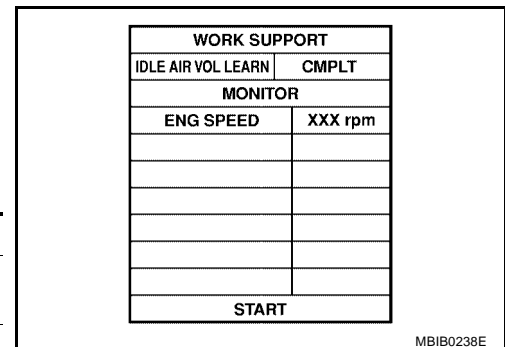 WORK SUPPORT
IDLE AIR VOL LEARN CMPLT
MONITOR
ENG SPEED XXX rpm
START
MBIB0238E